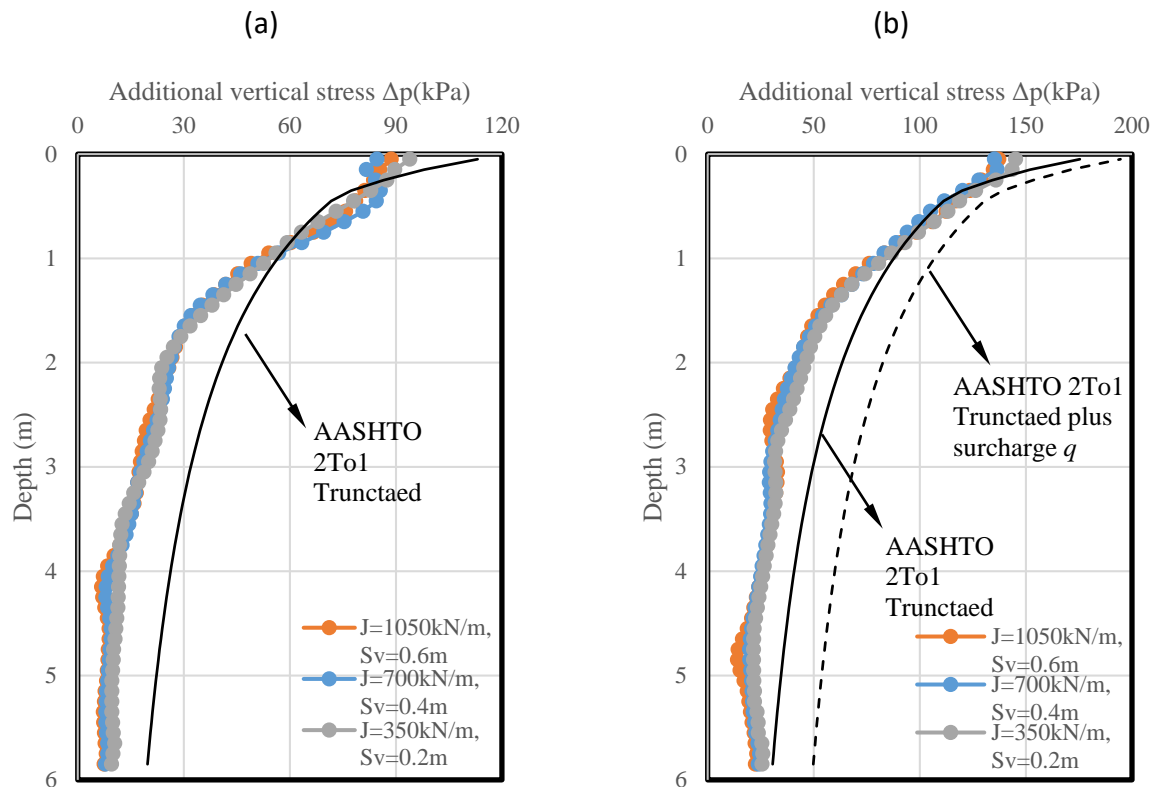 (a)
Additional vertical stress Δp(kPa)
0 30 60 90 120
0
1
2
3
4
5
6
Depth (m)
AASHTO
2To1
Trunctaed
J=1050kN/m,
Sv=0.6m
J=700kN/m,
Sv=0.4m
J=350kN/m,
Sv=0.2m
(b)
Additional vertical stress Δp(kPa)
0 50 100 150 200
0
1
2
3
4
5
6
Depth (m)
AASHTO 2To1
Trunctaed plus
surcharge q
AASHTO
2To1
Trunctaed
J=1050kN/m,
Sv=0.6m
J=700kN/m,
Sv=0.4m
J=350kN/m,
Sv=0.2m